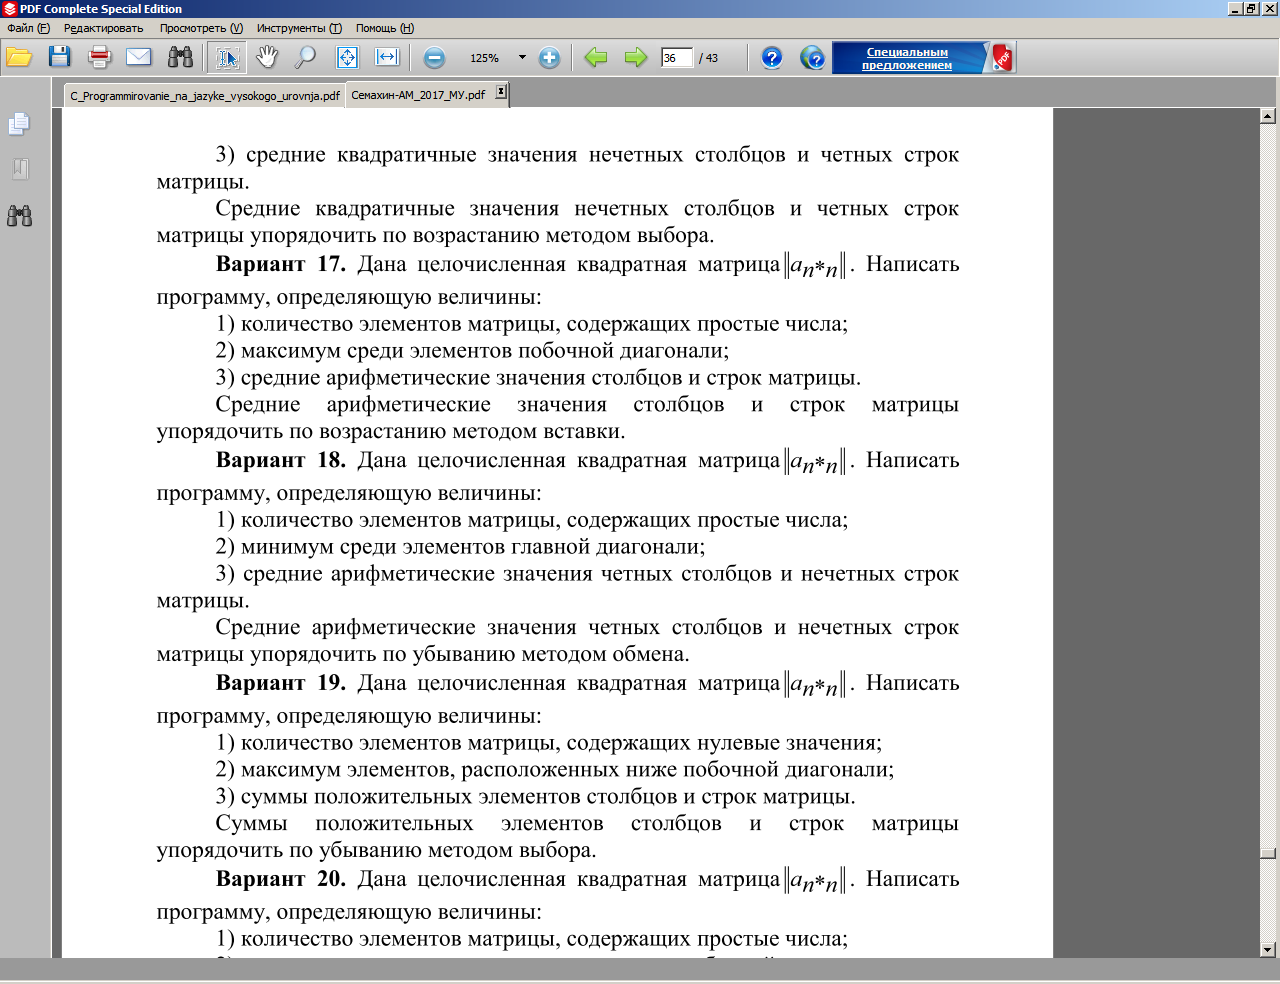 PDF Complete Special Edition
Файл (F) Редактировать Просмотреть (V) Инструменты (T) Помощь (H)
125% 36 / 43 Специальным предложением PDF
C_Programmirovanie_na_jazyke_vysokogo_urovnja.pdf Семахин-АМ_2017_МУ.pdf
3) средние квадратичные значения нечетных столбцов и четных строк
матрицы.
Средние квадратичные значения нечетных столбцов и четных строк
матрицы упорядочить по возрастанию методом выбора.
Вариант 17. Дана целочисленная квадратная матрица ‖aₙ*ₙ‖. Написать
программу, определяющую величины:
1) количество элементов матрицы, содержащих простые числа;
2) максимум среди элементов побочной диагонали;
3) средние арифметические значения столбцов и строк матрицы.
Средние арифметические значения столбцов и строк матрицы
упорядочить по возрастанию методом вставки.
Вариант 18. Дана целочисленная квадратная матрица ‖aₙ*ₙ‖. Написать
программу, определяющую величины:
1) количество элементов матрицы, содержащих простые числа;
2) минимум среди элементов главной диагонали;
3) средние арифметические значения четных столбцов и нечетных строк
матрицы.
Средние арифметические значения четных столбцов и нечетных строк
матрицы упорядочить по убыванию методом обмена.
Вариант 19. Дана целочисленная квадратная матрица ‖aₙ*ₙ‖. Написать
программу, определяющую величины:
1) количество элементов матрицы, содержащих нулевые значения;
2) максимум элементов, расположенных ниже побочной диагонали;
3) суммы положительных элементов столбцов и строк матрицы.
Суммы положительных элементов столбцов и строк матрицы
упорядочить по убыванию методом выбора.
Вариант 20. Дана целочисленная квадратная матрица ‖aₙ*ₙ‖. Написать
программу, определяющую величины:
1) количество элементов матрицы, содержащих простые числа;